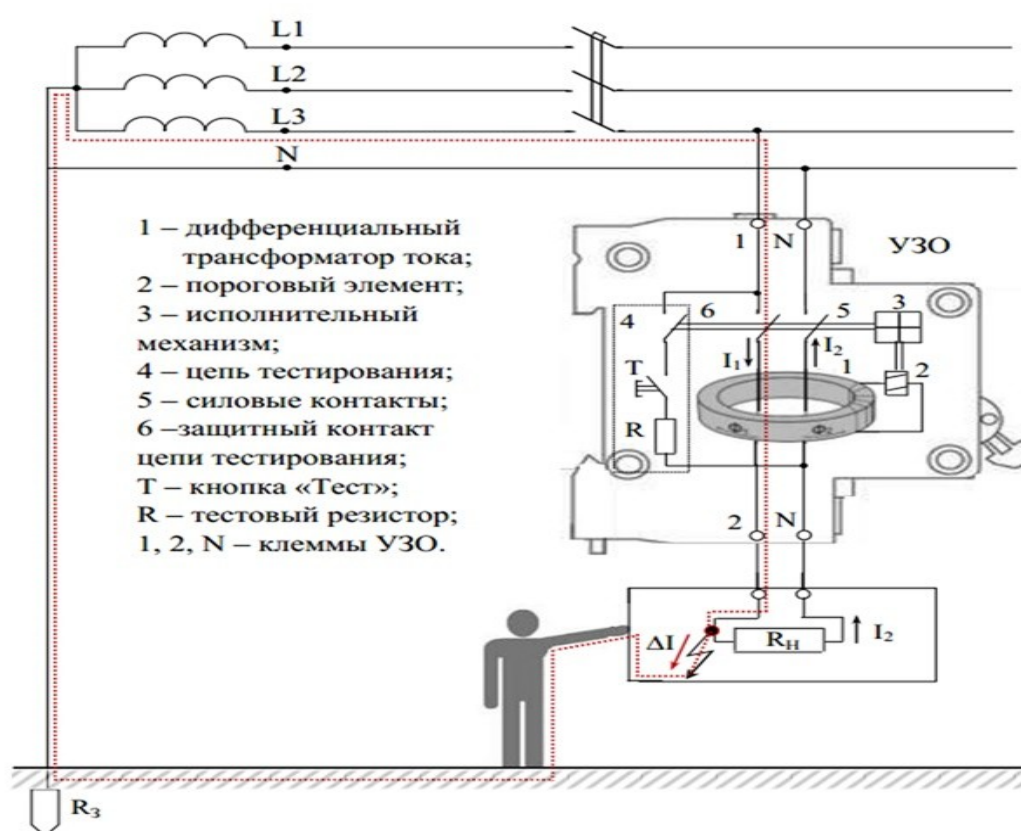 L1
L2
L3
N
1 – дифференциальный
трансформатор тока;
2 – пороговый элемент;
3 – исполнительный
механизм;
4 – цепь тестирования;
5 – силовые контакты;
6 –защитный контакт
цепи тестирования;
Т – кнопка «Тест»;
R – тестовый резистор;
1, 2, N – клеммы УЗО.
1 N
УЗО
4 6 5 3
I₁ I₂
T 1 2
R
2 N
ΔI Rн I₂
R₃